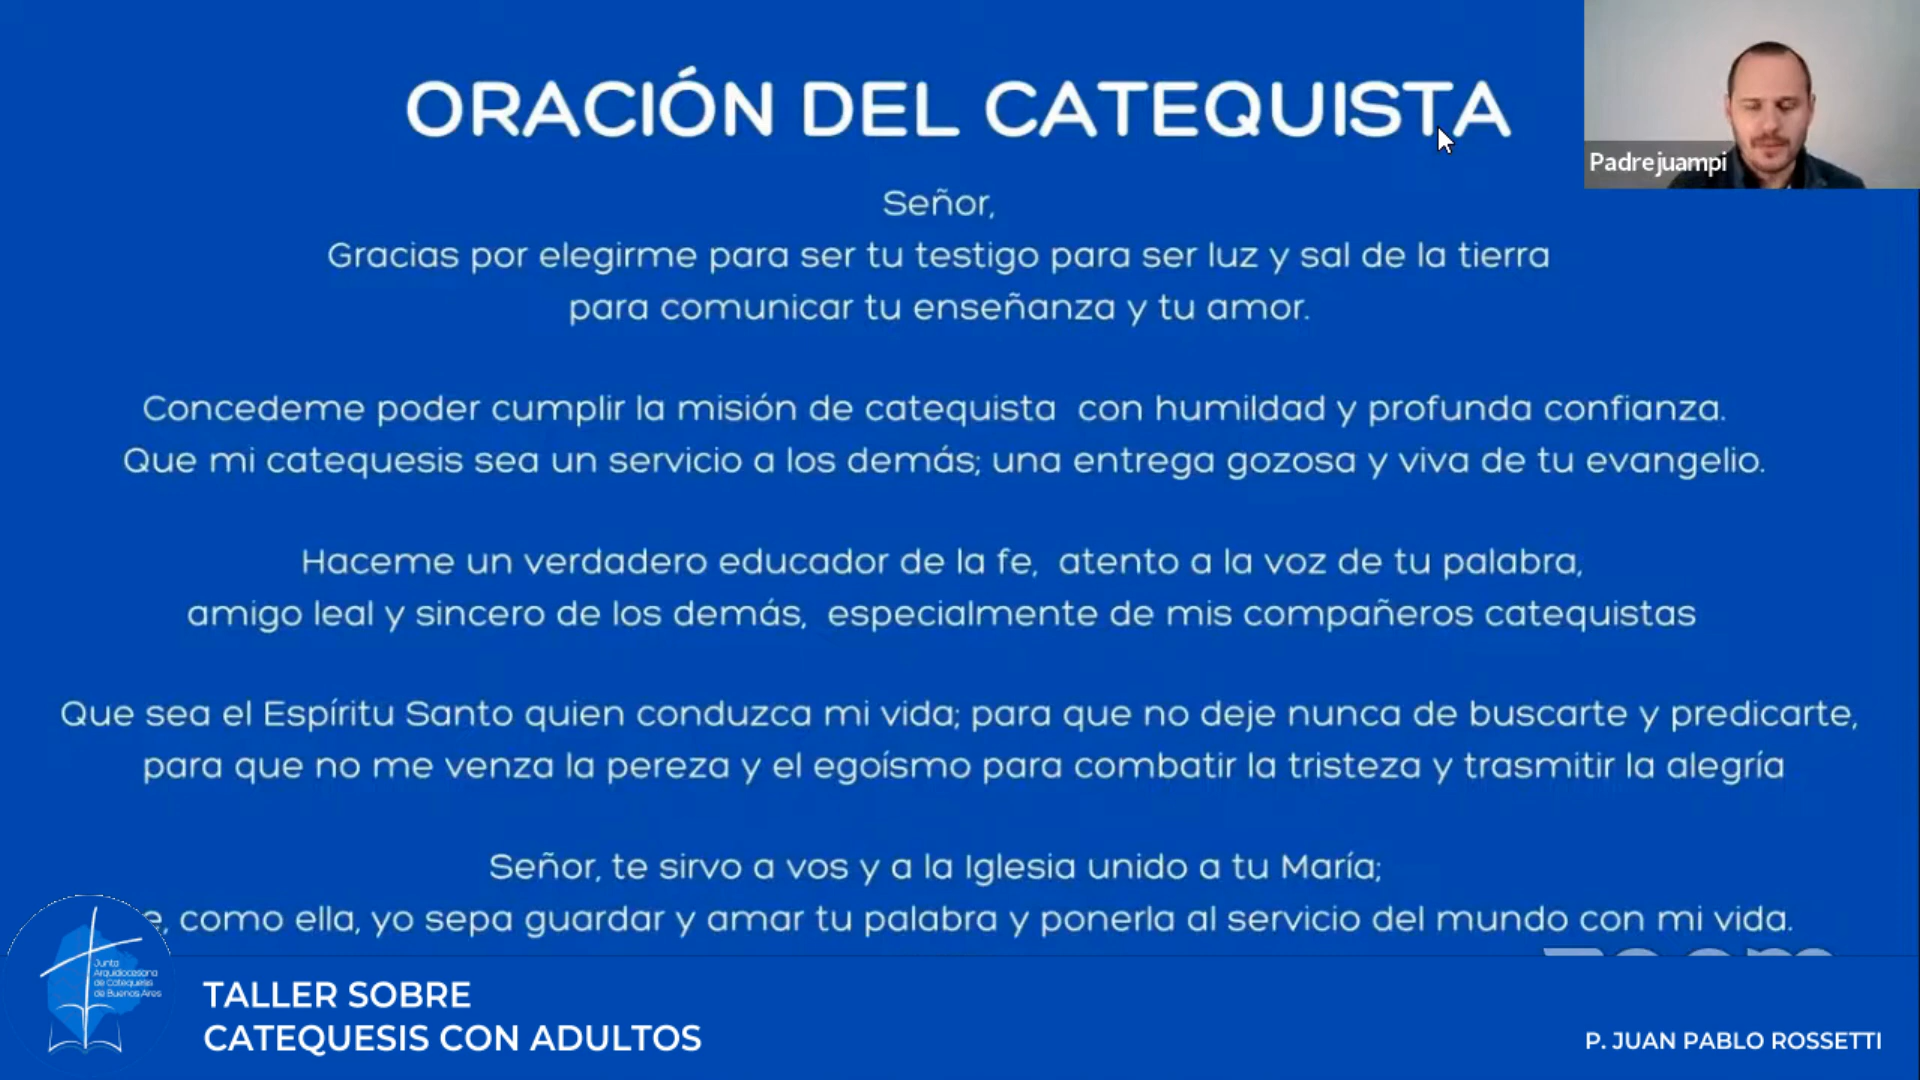 ORACIÓN DEL CATEQUISTA
Padrejuampi
Señor,
Gracias por elegirme para ser tu testigo para ser luz y sal de la tierra
para comunicar tu enseñanza y tu amor.
Concedeme poder cumplir la misión de catequista con humildad y profunda confianza.
Que mi catequesis sea un servicio a los demás; una entrega gozosa y viva de tu evangelio.
Haceme un verdadero educador de la fe, atento a la voz de tu palabra,
amigo leal y sincero de los demás, especialmente de mis compañeros catequistas
Que sea el Espíritu Santo quien conduzca mi vida; para que no deje nunca de buscarte y predicarte,
para que no me venza la pereza y el egoísmo para combatir la tristeza y trasmitir la alegría
Señor, te sirvo a vos y a la Iglesia unido a tu María;
e, como ella, yo sepa guardar y amar tu palabra y ponerla al servicio del mundo con mi vida.
Junta
Arquidiocesana
de Catequesis
de Buenos Aires
TALLER SOBRE
CATEQUESIS CON ADULTOS
P. JUAN PABLO ROSSETTI